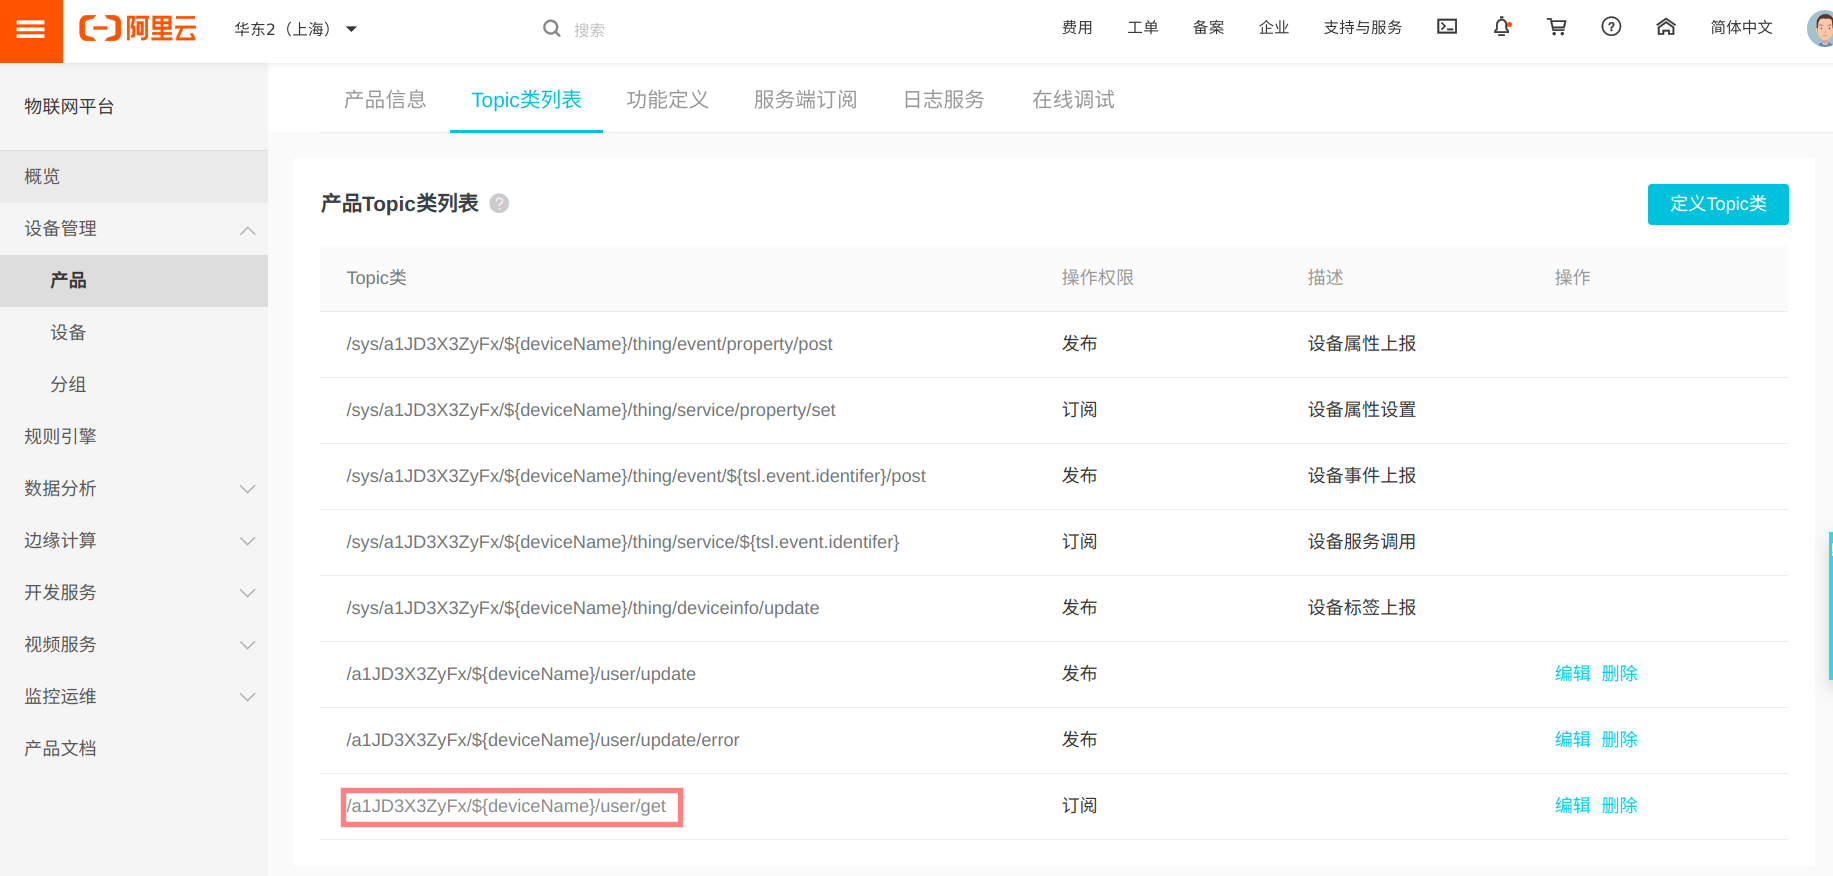 阿里云 华东2（上海） 搜索 费用 工单 备案 企业 支持与服务 简体中文
物联网平台
概览
设备管理
产品
设备
分组
规则引擎
数据分析
边缘计算
开发服务
视频服务
监控运维
产品文档
产品信息 Topic类列表 功能定义 服务端订阅 日志服务 在线调试
产品Topic类列表 ? 定义Topic类
Topic类 操作权限 描述 操作
/sys/a1JD3X3ZyFx/${deviceName}/thing/event/property/post 发布 设备属性上报
/sys/a1JD3X3ZyFx/${deviceName}/thing/service/property/set 订阅 设备属性设置
/sys/a1JD3X3ZyFx/${deviceName}/thing/event/${tsl.event.identifer}/post 发布 设备事件上报
/sys/a1JD3X3ZyFx/${deviceName}/thing/service/${tsl.event.identifer} 订阅 设备服务调用
/sys/a1JD3X3ZyFx/${deviceName}/thing/deviceinfo/update 发布 设备标签上报
/a1JD3X3ZyFx/${deviceName}/user/update 发布 编辑 删除
/a1JD3X3ZyFx/${deviceName}/user/update/error 发布 编辑 删除
/a1JD3X3ZyFx/${deviceName}/user/get 订阅 编辑 删除